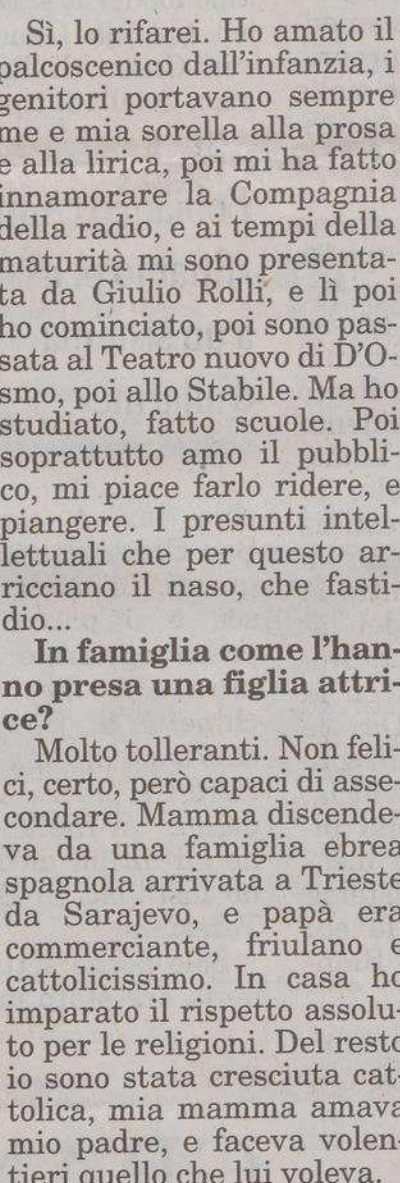 Sì, lo rifarei. Ho amato il
palcoscenico dall'infanzia, i
genitori portavano sempre
me e mia sorella alla prosa
e alla lirica, poi mi ha fatto
innamorare la Compagnia
della radio, e ai tempi della
maturità mi sono presenta-
ta da Giulio Rolli, e lì poi
ho cominciato, poi sono pas-
sata al Teatro nuovo di D'O-
smo, poi allo Stabile. Ma ho
studiato, fatto scuole. Poi
soprattutto amo il pubbli-
co, mi piace farlo ridere, e
piangere. I presunti intel-
lettuali che per questo ar-
ricciano il naso, che fasti-
dio...
In famiglia come l'han-
no presa una figlia attri-
ce?
Molto tolleranti. Non feli-
ci, certo, però capaci di asse-
condare. Mamma discende-
va da una famiglia ebrea
spagnola arrivata a Trieste
da Sarajevo, e papà era
commerciante, friulano e
cattolicissimo. In casa ho
imparato il rispetto assolu-
to per le religioni. Del resto
io sono stata cresciuta cat-
tolica, mia mamma amava
mio padre, e faceva volen-
tieri quello che lui voleva.